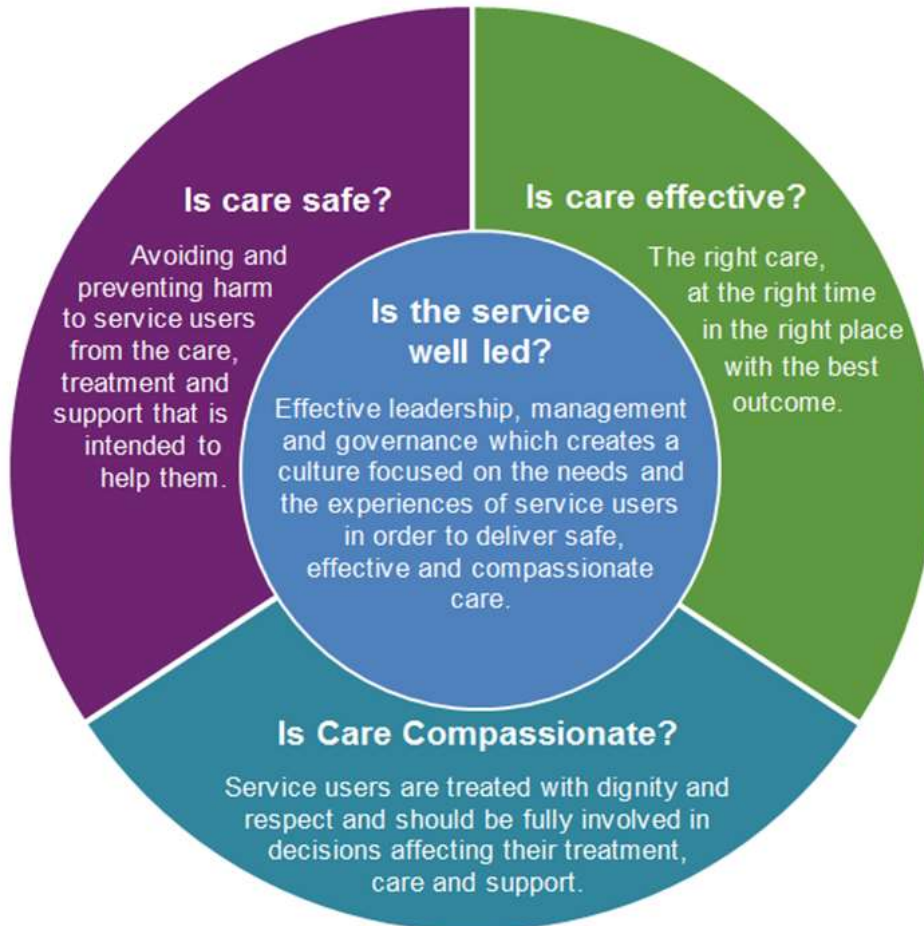 Is care safe?
Avoiding and
preventing harm
to service users
from the care,
treatment and
support that is
intended to
help them.
Is care effective?
The right care,
at the right time
in the right place
with the best
outcome.
Is the service
well led?
Effective leadership, management
and governance which creates a
culture focused on the needs and
the experiences of service users
in order to deliver safe,
effective and compassionate
care.
Is Care Compassionate?
Service users are treated with dignity and
respect and should be fully involved in
decisions affecting their treatment,
care and support.